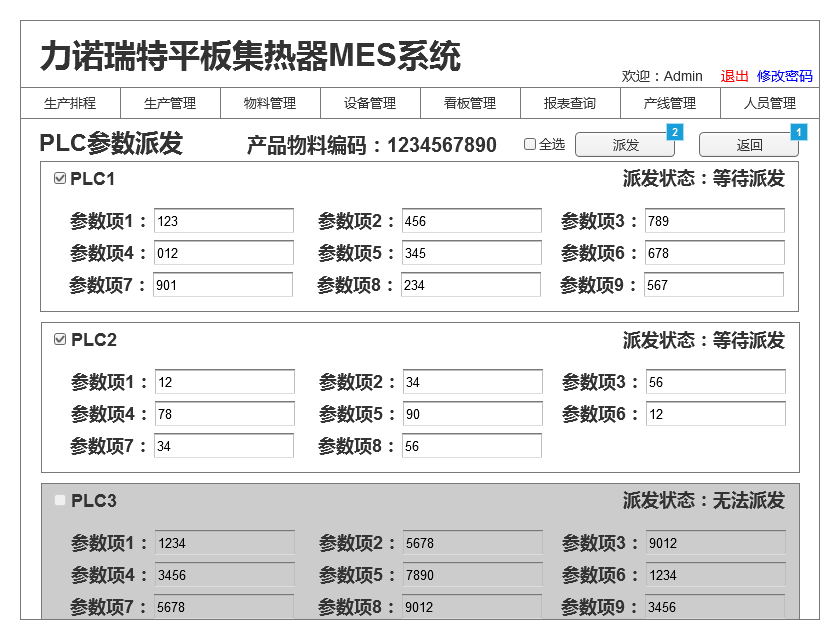 力诺瑞特平板集热器MES系统
欢迎：Admin 退出 修改密码
生产排程 生产管理 物料管理 设备管理 看板管理 报表查询 产线管理 人员管理
PLC参数派发 产品物料编码：1234567890 全选 派发 2 返回 1
PLC1 派发状态：等待派发
参数项1： 123 参数项2： 456 参数项3： 789
参数项4： 012 参数项5： 345 参数项6： 678
参数项7： 901 参数项8： 234 参数项9： 567
PLC2 派发状态：等待派发
参数项1： 12 参数项2： 34 参数项3： 56
参数项4： 78 参数项5： 90 参数项6： 12
参数项7： 34 参数项8： 56
PLC3 派发状态：无法派发
参数项1： 1234 参数项2： 5678 参数项3： 9012
参数项4： 3456 参数项5： 7890 参数项6： 1234
参数项7： 5678 参数项8： 9012 参数项9： 3456